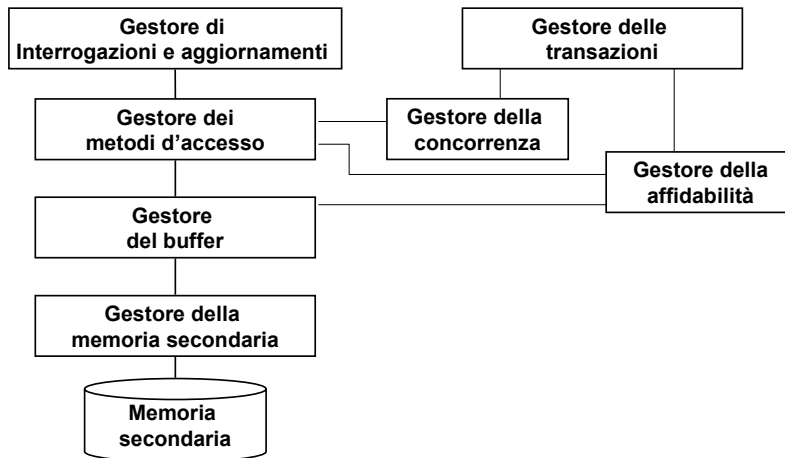 Gestore di
Interrogazioni e aggiornamenti
Gestore delle
transazioni
Gestore dei
metodi d'accesso
Gestore della
concorrenza
Gestore della
affidabilità
Gestore
del buffer
Gestore della
memoria secondaria
Memoria
secondaria